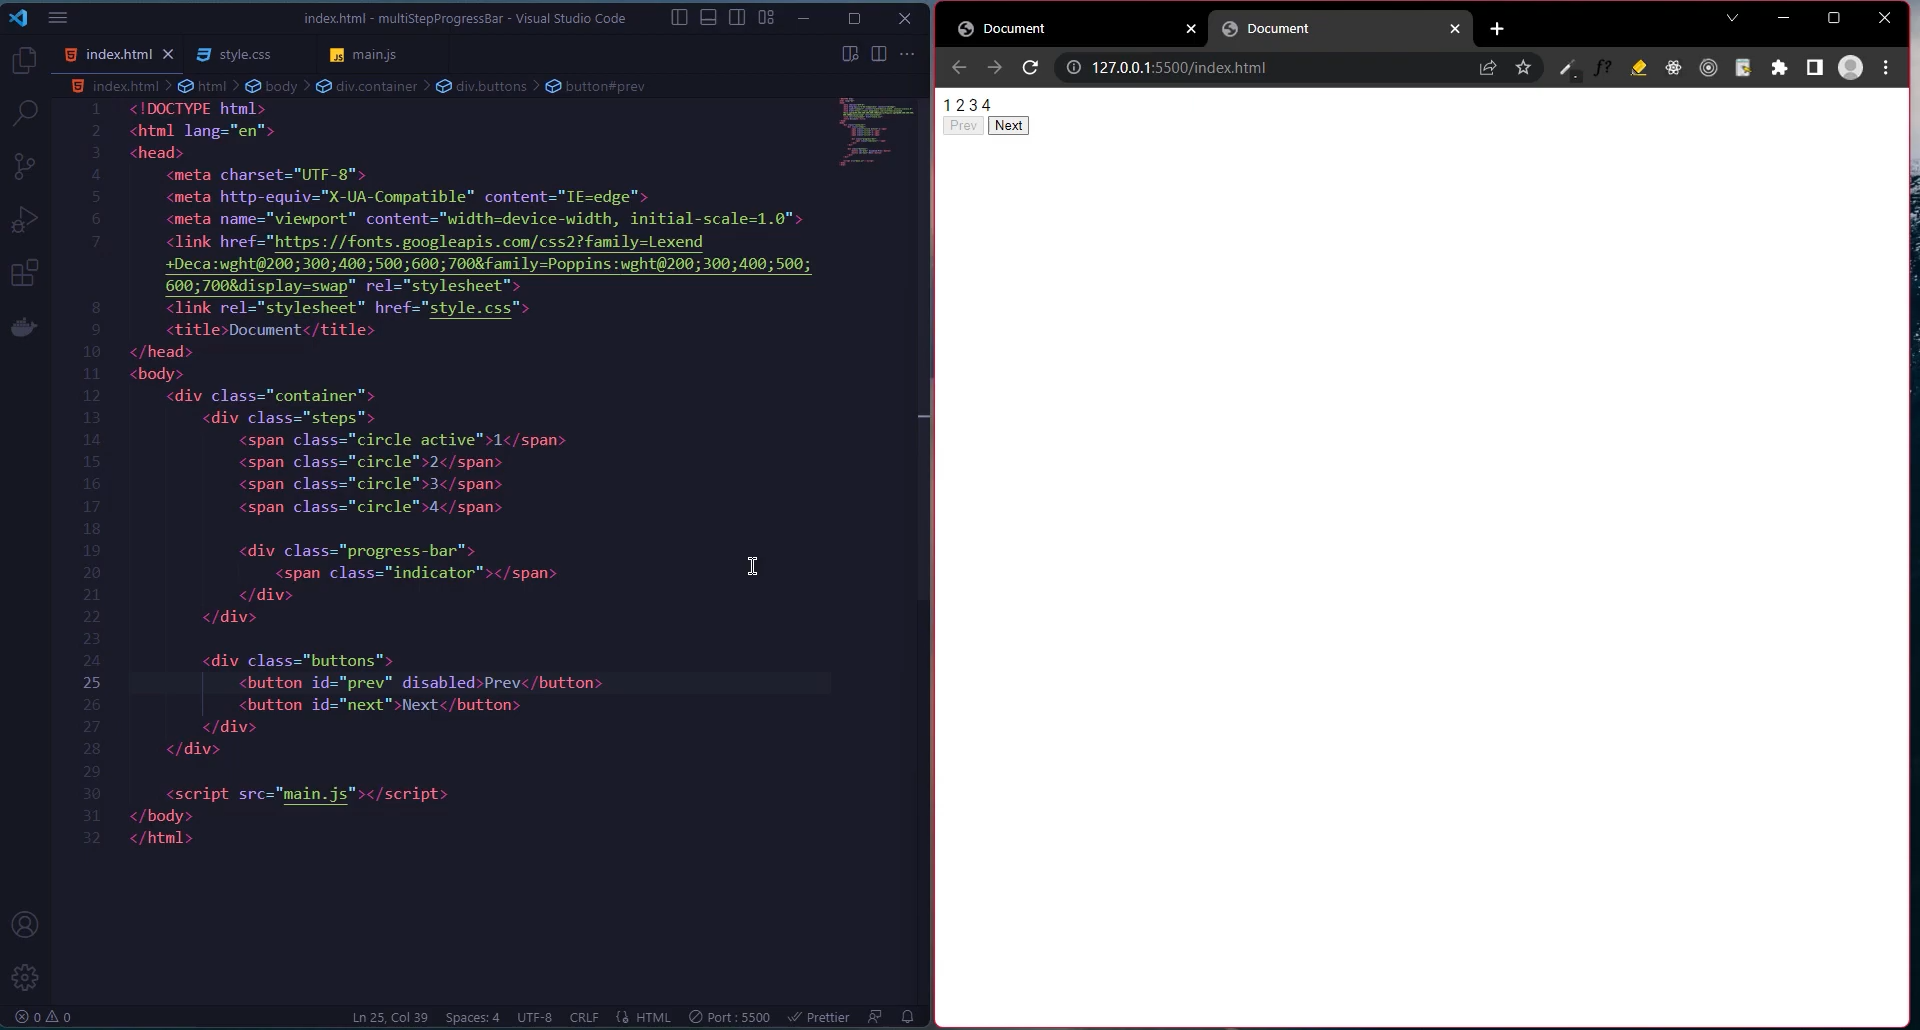 index.html - multiStepProgressBar - Visual Studio Code
index.html style.css JS main.js
index.html > html > body > div.container > div.buttons > button#prev
1 <!DOCTYPE html>
2 <html lang="en">
3 <head>
4 <meta charset="UTF-8">
5 <meta http-equiv="X-UA-Compatible" content="IE=edge">
6 <meta name="viewport" content="width=device-width, initial-scale=1.0">
7 <link href="https://fonts.googleapis.com/css2?family=Lexend
+Deca:wght@200;300;400;500;600;700&family=Poppins:wght@200;300;400;500;
600;700&display=swap" rel="stylesheet">
8 <link rel="stylesheet" href="style.css">
9 <title>Document</title>
10 </head>
11 <body>
12 <div class="container">
13 <div class="steps">
14 <span class="circle active">1</span>
15 <span class="circle">2</span>
16 <span class="circle">3</span>
17 <span class="circle">4</span>
18
19 <div class="progress-bar">
20 <span class="indicator"></span>
21 </div>
22 </div>
23
24 <div class="buttons">
25 <button id="prev" disabled>Prev</button>
26 <button id="next">Next</button>
27 </div>
28 </div>
29
30 <script src="main.js"></script>
31 </body>
32 </html>
0 0 Ln 25, Col 39 Spaces: 4 UTF-8 CRLF HTML Port : 5500 Prettier
Document Document
127.0.0.1:5500/index.html f?
1 2 3 4
Prev Next